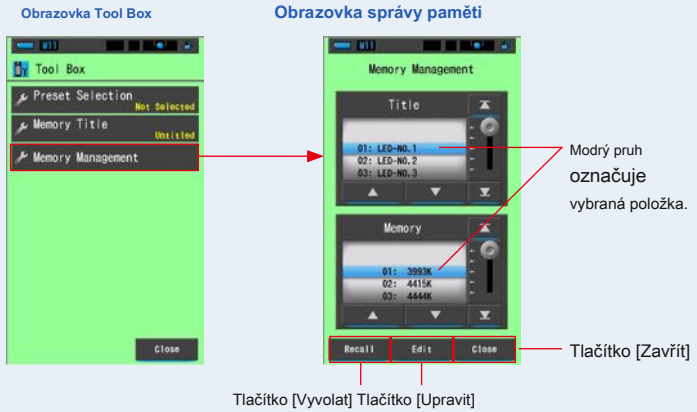 Obrazovka Tool Box
Obrazovka správy paměti
M11
Tool Box
Preset Selection
Not Selected
Memory Title
Untitled
Memory Management
Close
M11
Memory Management
Title
01: LED-NO.1
02: LED-NO.2
03: LED-NO.3
Memory
01: 3993K
02: 4415K
03: 4444K
Recall Edit Close
Modrý pruh
označuje
vybraná položka.
Tlačítko [Zavřít]
Tlačítko [Vyvolat] Tlačítko [Upravit]